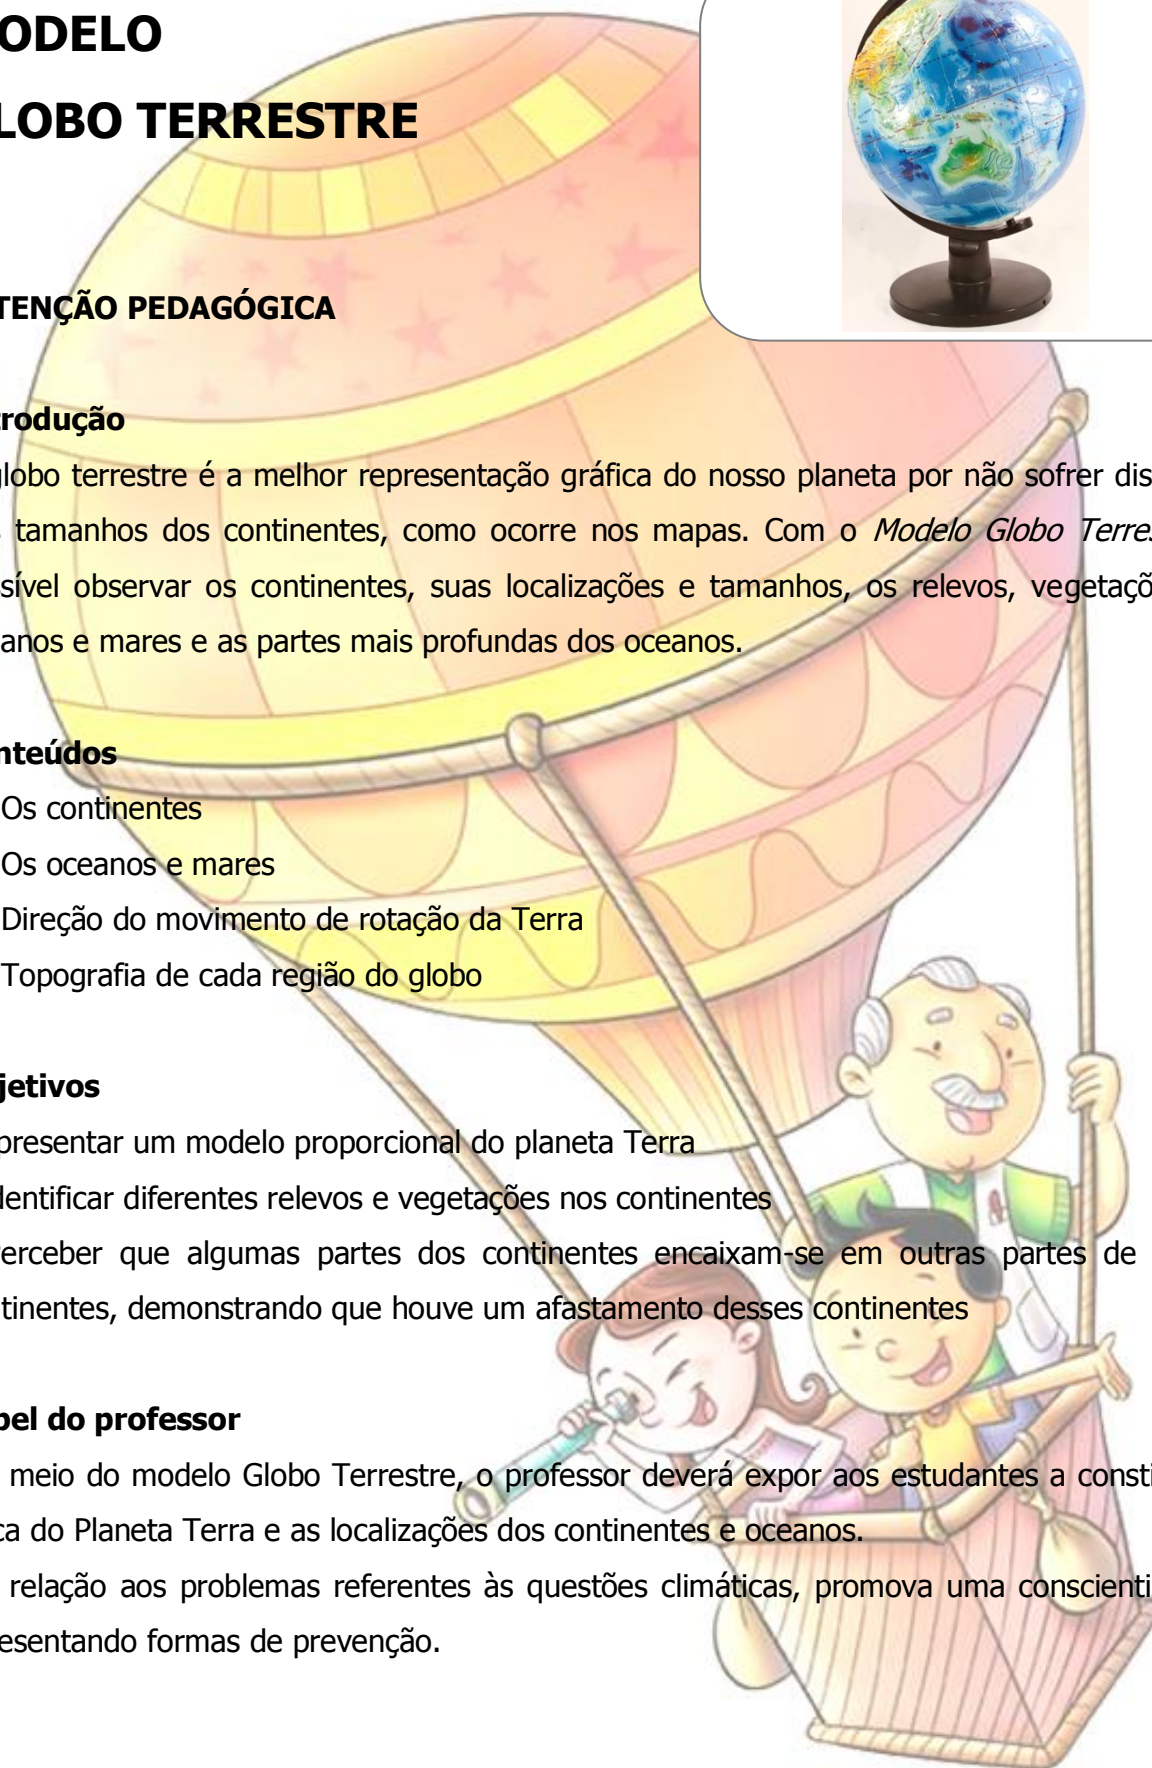 ODELO
LOBO TERRESTRE
TENÇÃO PEDAGÓGICA
trodução
globo terrestre é a melhor representação gráfica do nosso planeta por não sofrer dis
s tamanhos dos continentes, como ocorre nos mapas. Com o Modelo Globo Terres
sível observar os continentes, suas localizações e tamanhos, os relevos, vegetaçõ
anos e mares e as partes mais profundas dos oceanos.
nteúdos
Os continentes
Os oceanos e mares
Direção do movimento de rotação da Terra
Topografia de cada região do globo
jetivos
presentar um modelo proporcional do planeta Terra
dentificar diferentes relevos e vegetações nos continentes
erceber que algumas partes dos continentes encaixam-se em outras partes de
tinentes, demonstrando que houve um afastamento desses continentes
pel do professor
meio do modelo Globo Terrestre, o professor deverá expor aos estudantes a consti
ca do Planeta Terra e as localizações dos continentes e oceanos.
relação aos problemas referentes às questões climáticas, promova uma conscienti
esentando formas de prevenção.